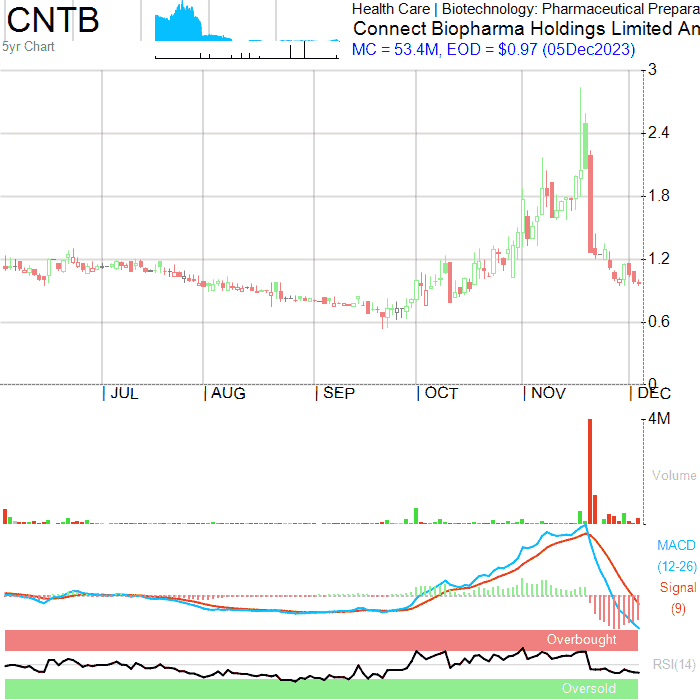 CNTB
5yr Chart
Health Care | Biotechnology: Pharmaceutical Prepara
Connect Biopharma Holdings Limited An
MC = 53.4M, EOD = $0.97 (05Dec2023)
3
2.4
1.8
1.2
0.6
0
| JUL | AUG | SEP | OCT | NOV | DEC
4M
Volume
MACD
(12-26)
Signal
(9)
Overbought
RSI(14)
Oversold